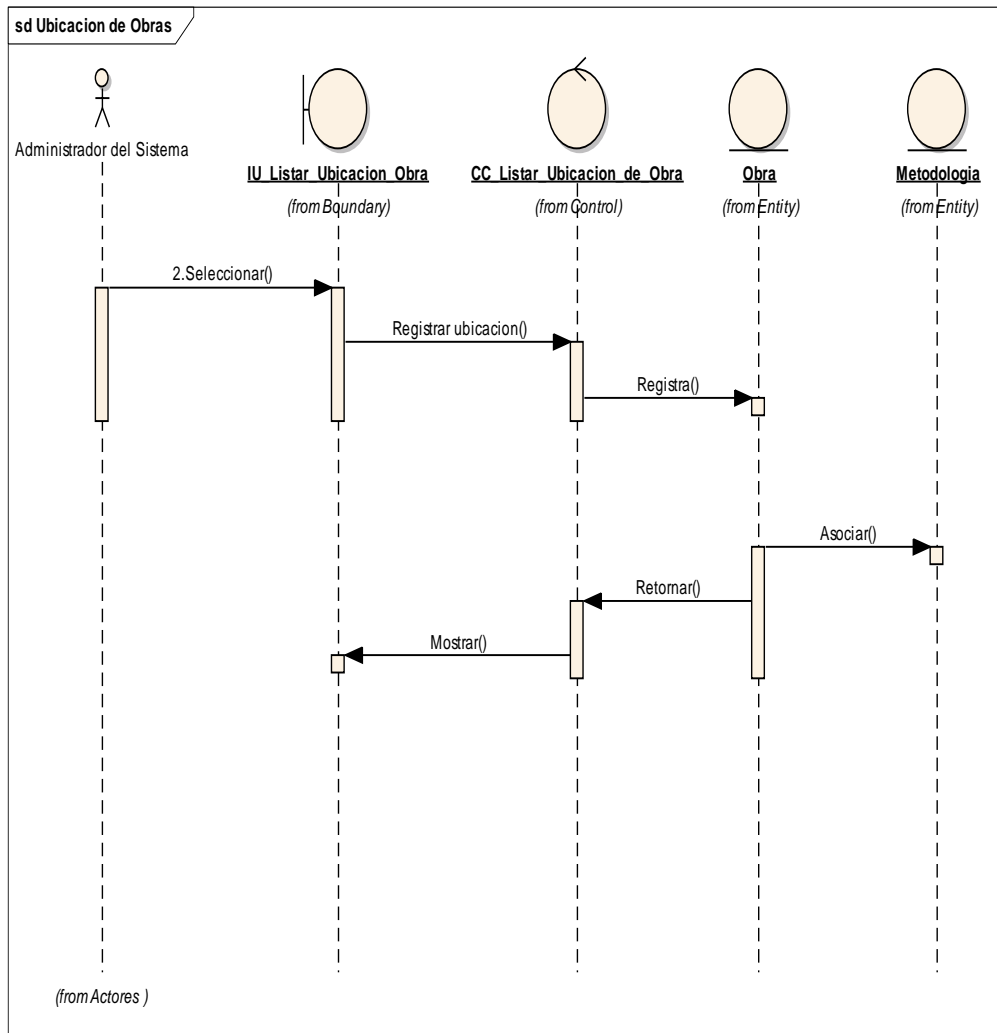 sd Ubicacion de Obras
Administrador del Sistema
IU_Listar_Ubicacion_Obra
(from Boundary)
CC_Listar_Ubicacion_de_Obra
(from Control)
Obra
(from Entity)
Metodologia
(from Entity)
2.Seleccionar()
Registrar ubicacion()
Registra()
Asociar()
Retornar()
Mostrar()
(from Actores )